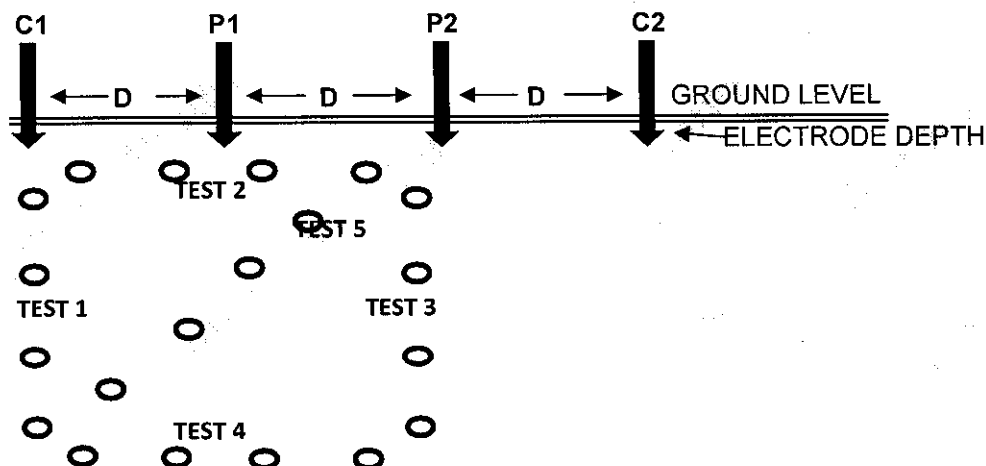 C1 P1 P2 C2
D D D
GROUND LEVEL
ELECTRODE DEPTH
TEST 2
TEST 5
TEST 1 TEST 3
TEST 4